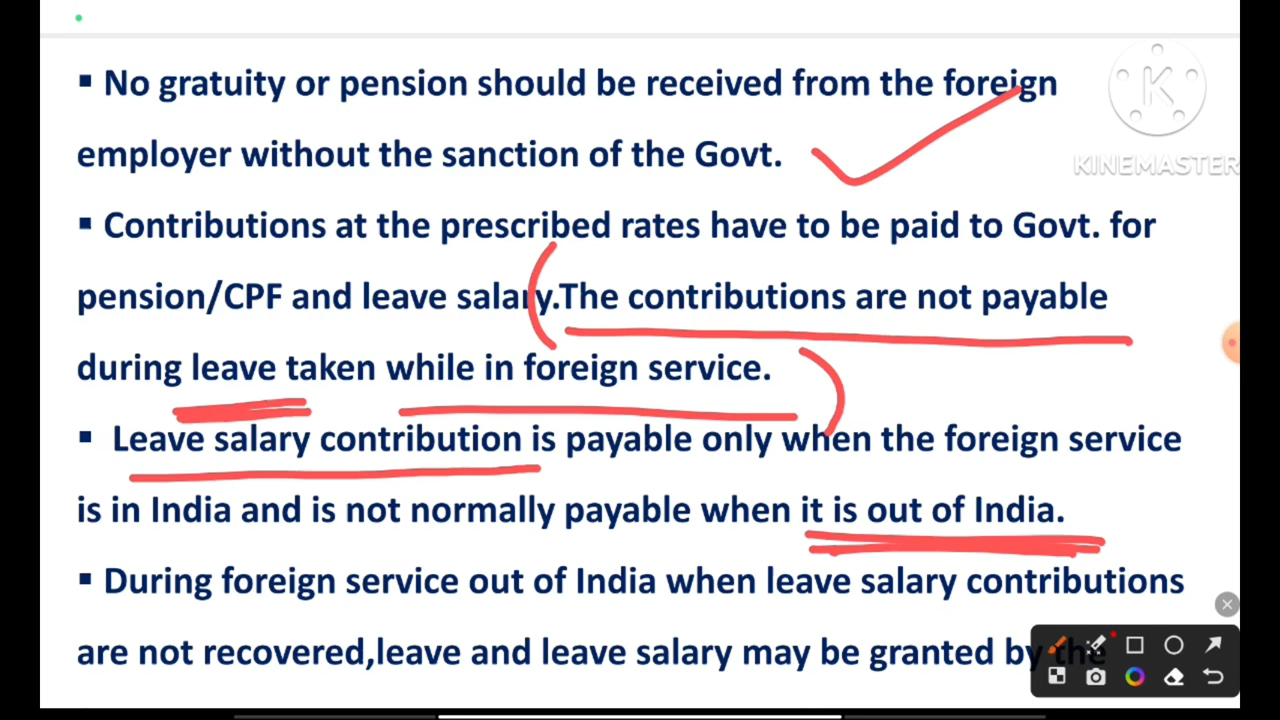 ▪ No gratuity or pension should be received from the foreign
employer without the sanction of the Govt.
▪ Contributions at the prescribed rates have to be paid to Govt. for
pension/CPF and leave salary.The contributions are not payable
during leave taken while in foreign service.
▪ Leave salary contribution is payable only when the foreign service
is in India and is not normally payable when it is out of India.
▪ During foreign service out of India when leave salary contributions
are not recovered,leave and leave salary may be granted by the
K
KINEMASTER